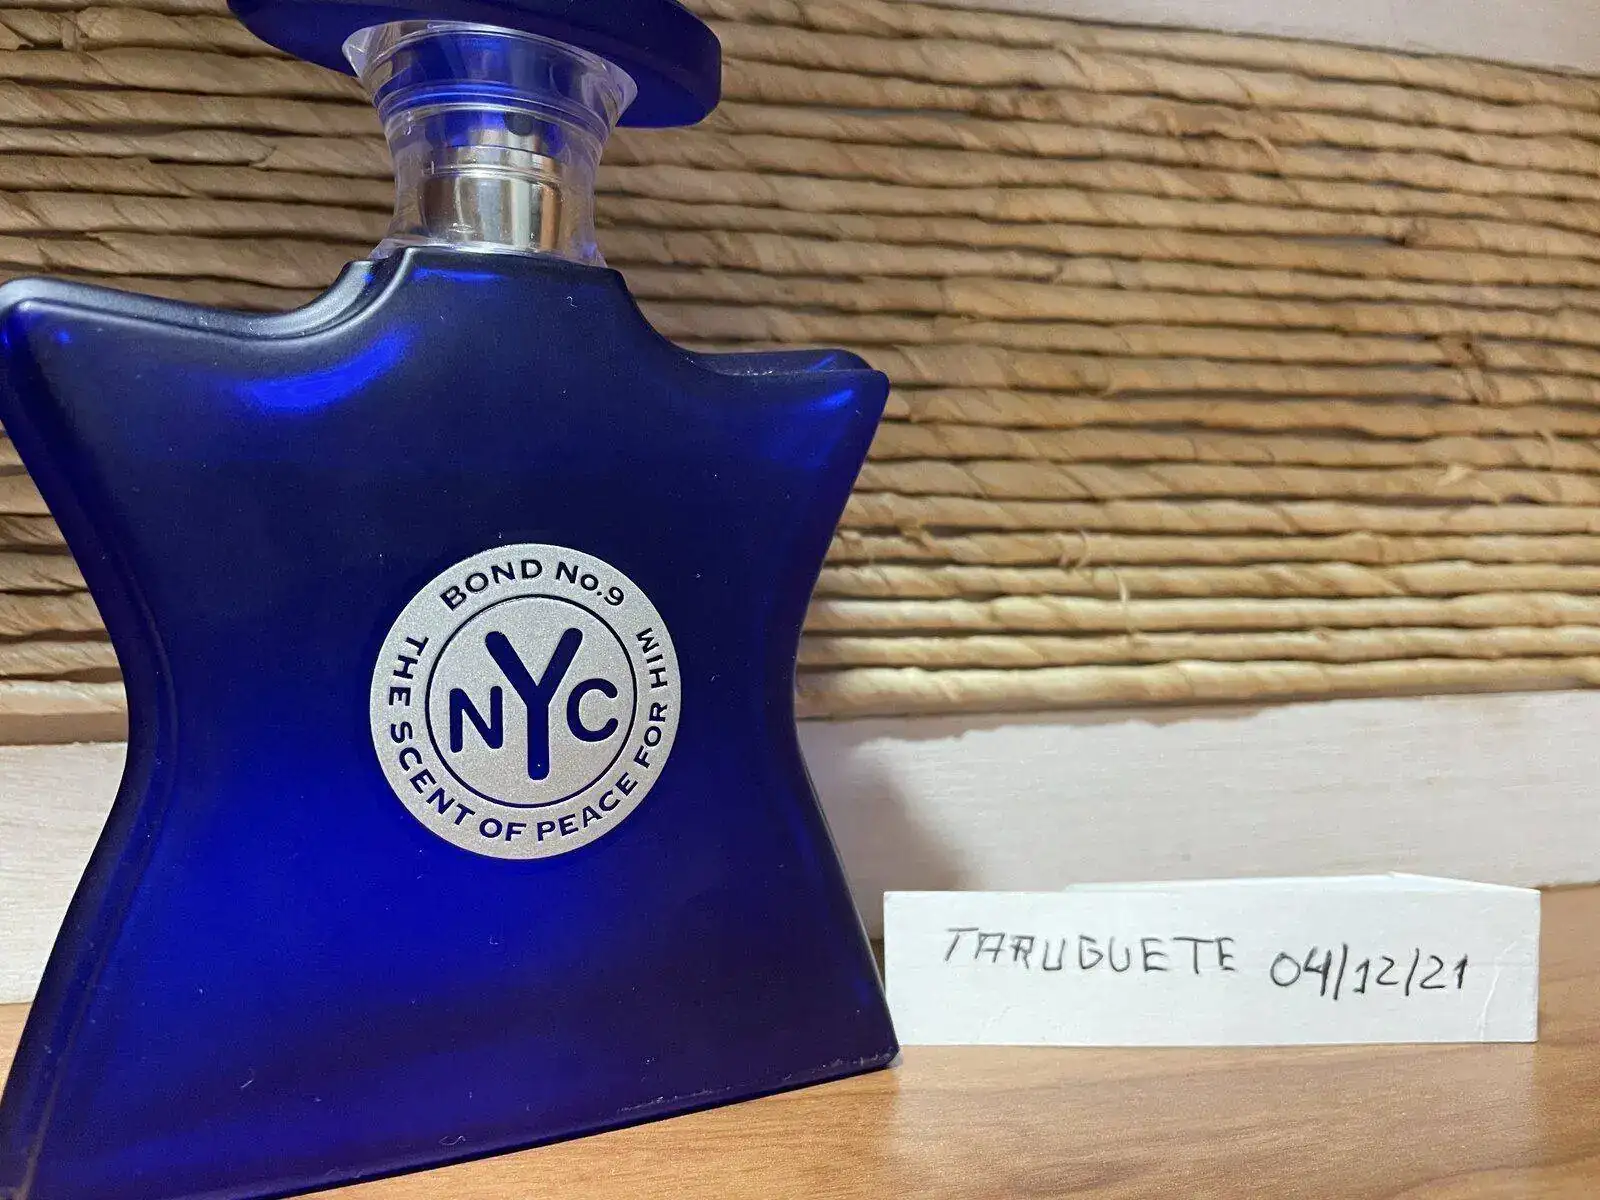 BOND No.9
NYC
THE SCENT OF PEACE FOR HIM
TARUGUETE 04/12/21